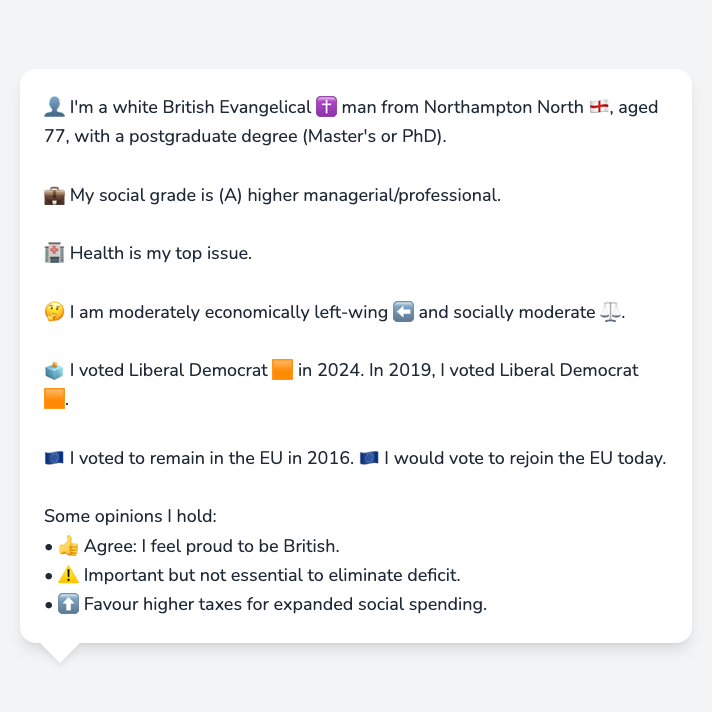 👤 I'm a white British Evangelical ✝️ man from Northampton North 🏴󠁧󠁢󠁥󠁮󠁧󠁿, aged
77, with a postgraduate degree (Master's or PhD).
💼 My social grade is (A) higher managerial/professional.
🏥 Health is my top issue.
🤔 I am moderately economically left-wing ⬅️ and socially moderate ⚖️.
🗳️ I voted Liberal Democrat 🟧 in 2024. In 2019, I voted Liberal Democrat
🟧.
🇪🇺 I voted to remain in the EU in 2016. 🇪🇺 I would vote to rejoin the EU today.
Some opinions I hold:
• 👍 Agree: I feel proud to be British.
• ⚠️ Important but not essential to eliminate deficit.
• ⬆️ Favour higher taxes for expanded social spending.